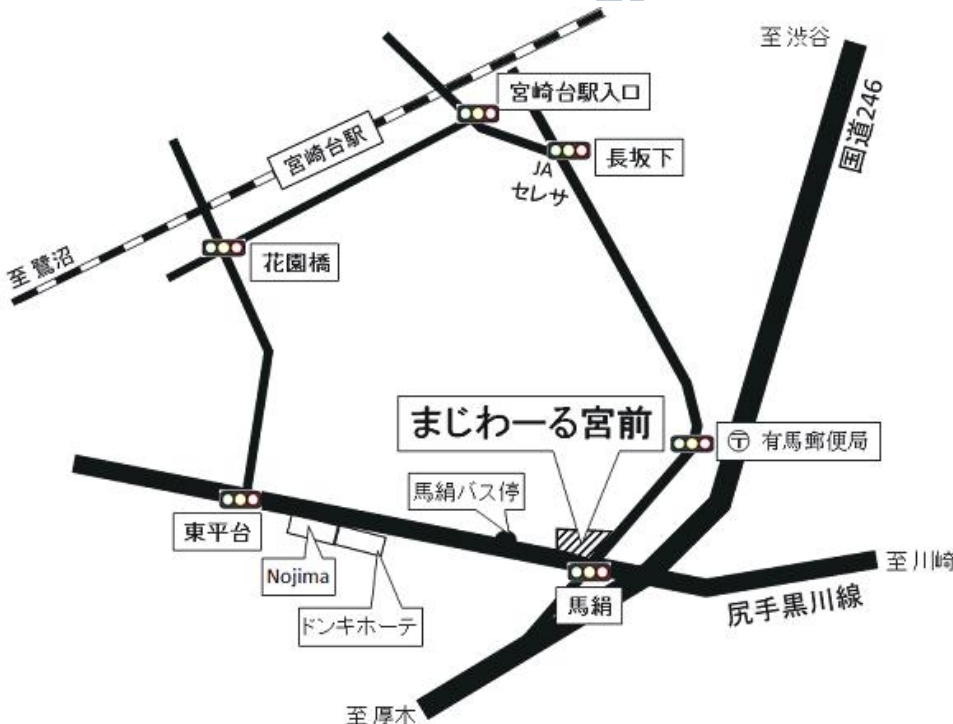 至 渋谷
国道246
宮崎台駅入口
宮崎台駅
長坂下
JA
セレサ
花園橋
至 鷺沼
まじわーる宮前
〒 有馬郵便局
馬絹バス停
東平台
Nojima
ドンキホーテ
馬絹
至 川崎
尻手黒川線
至 厚木